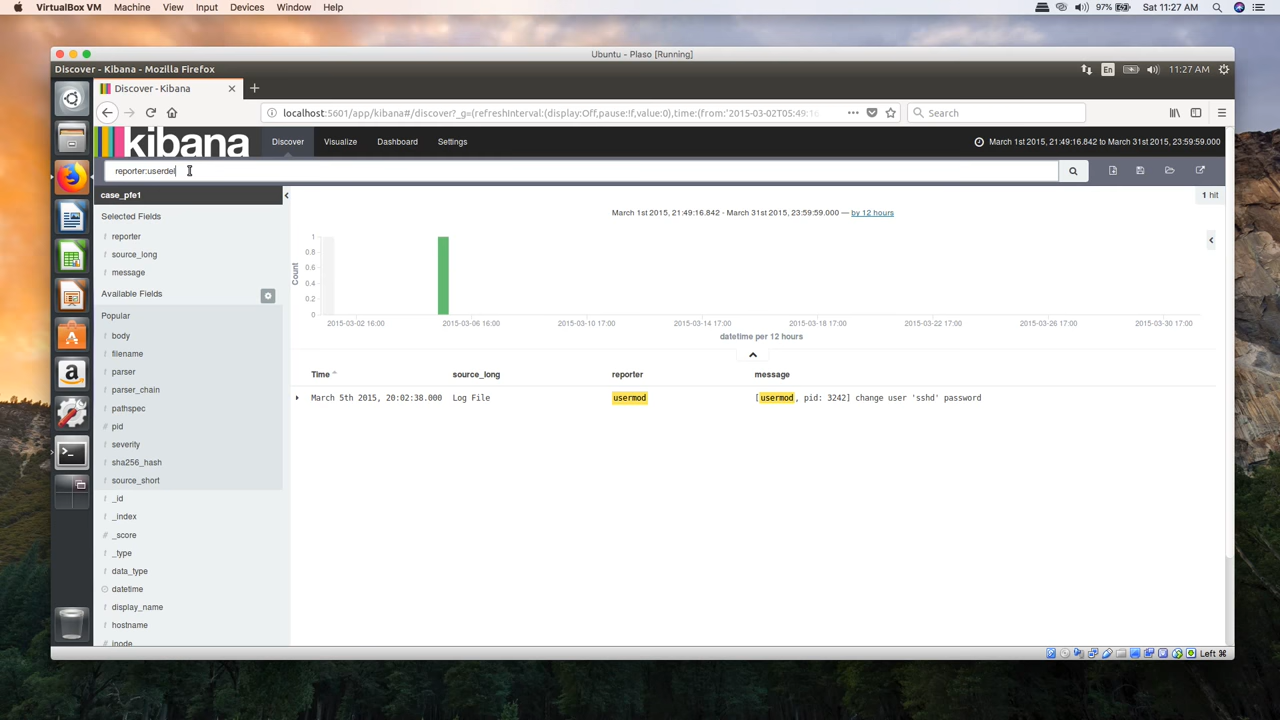 VirtualBox VM Machine View Input Devices Window Help 97% Sat 11:27 AM
Ubuntu - Plaso [Running]
Discover - Kibana - Mozilla Firefox En 11:27 AM
Discover - Kibana
localhost:5601/app/kibana#/discover?_g=(refreshInterval:(display:Off,pause:!f,value:0),time:(from:'2015-03-02T05:49:16 Search
kibana Discover Visualize Dashboard Settings March 1st 2015, 21:49:16.842 to March 31st 2015, 23:59:59.000
reporter:userdel
case_pfe1 1 hit
Selected Fields
March 1st 2015, 21:49:16.842 - March 31st 2015, 23:59:59.000 — by 12 hours
t reporter
t source_long
t message
Available Fields
Popular
t body
t filename
t parser
t parser_chain
t pathspec
# pid
t severity
t sha256_hash
t source_short
t _id
t _index
# _score
t _type
t data_type
datetime
t display_name
t hostname
# inode
Count
1
0.8
0.6
0.4
0.2
0
2015-03-02 16:00 2015-03-06 16:00 2015-03-10 17:00 2015-03-14 17:00 2015-03-18 17:00 2015-03-22 17:00 2015-03-26 17:00 2015-03-30 17:00
datetime per 12 hours
Time source_long reporter message
March 5th 2015, 20:02:38.000 Log File usermod [usermod, pid: 3242] change user 'sshd' password
Left ⌘